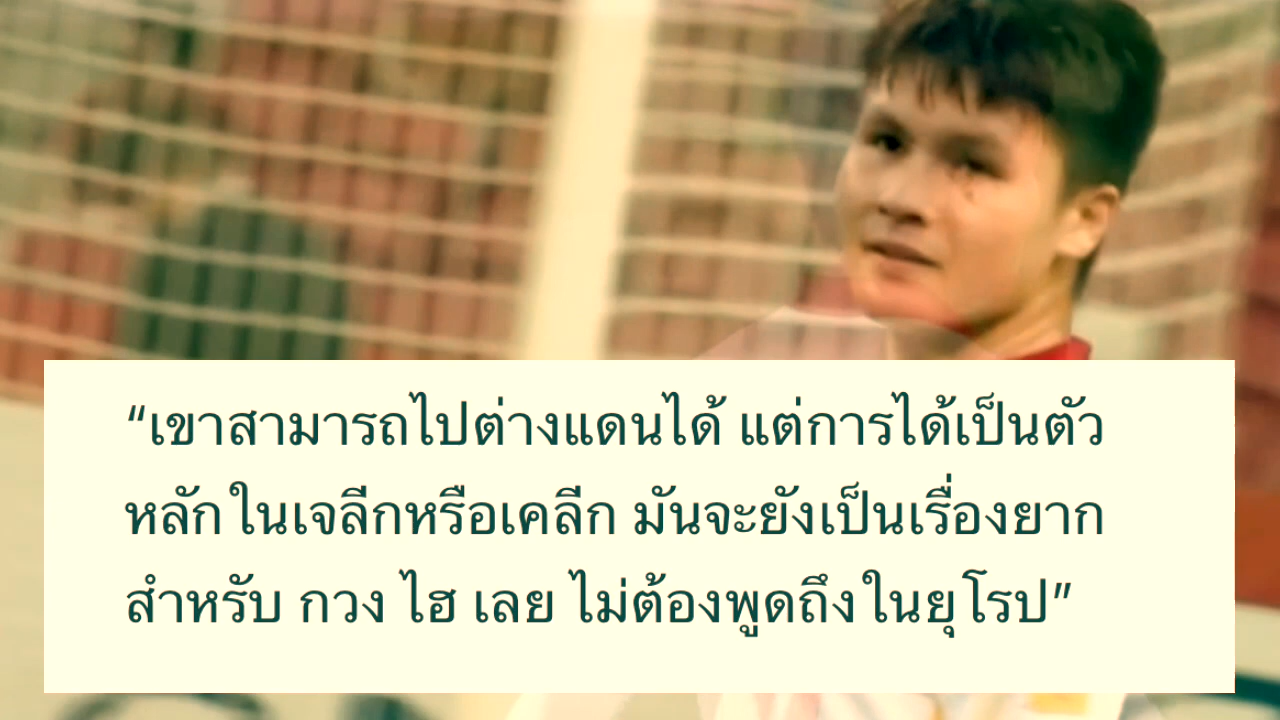 “เขาสามารถไปต่างแดนได้ แต่การได้เป็นตัว
หลักในเจลีกหรือเคลีก มันจะยังเป็นเรื่องยาก
สำหรับ กวง ไฮ เลย ไม่ต้องพูดถึงในยุโรป”